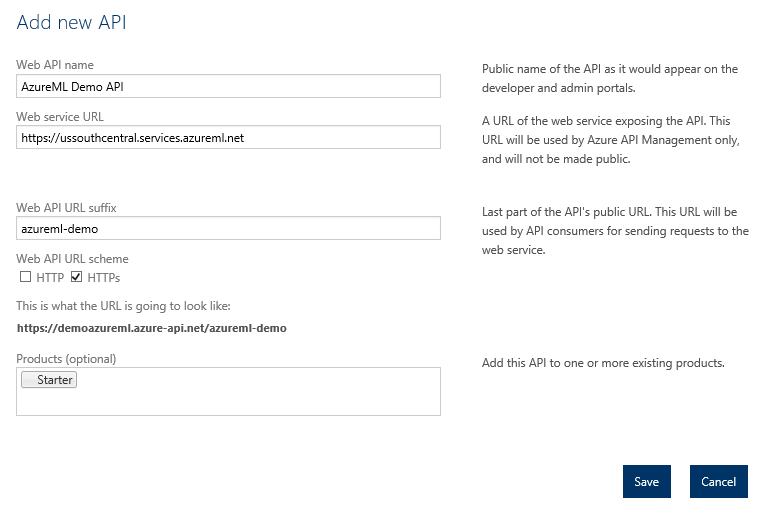 Add new API
Web API name
AzureML Demo API
Public name of the API as it would appear on the
developer and admin portals.
Web service URL
https://ussouthcentral.services.azureml.net
A URL of the web service exposing the API. This
URL will be used by Azure API Management only,
and will not be made public.
Web API URL suffix
azureml-demo
Last part of the API's public URL. This URL will be
used by API consumers for sending requests to the
web service.
Web API URL scheme
HTTP HTTPs
This is what the URL is going to look like:
https://demoazureml.azure-api.net/azureml-demo
Products (optional)
Starter
Add this API to one or more existing products.
Save Cancel